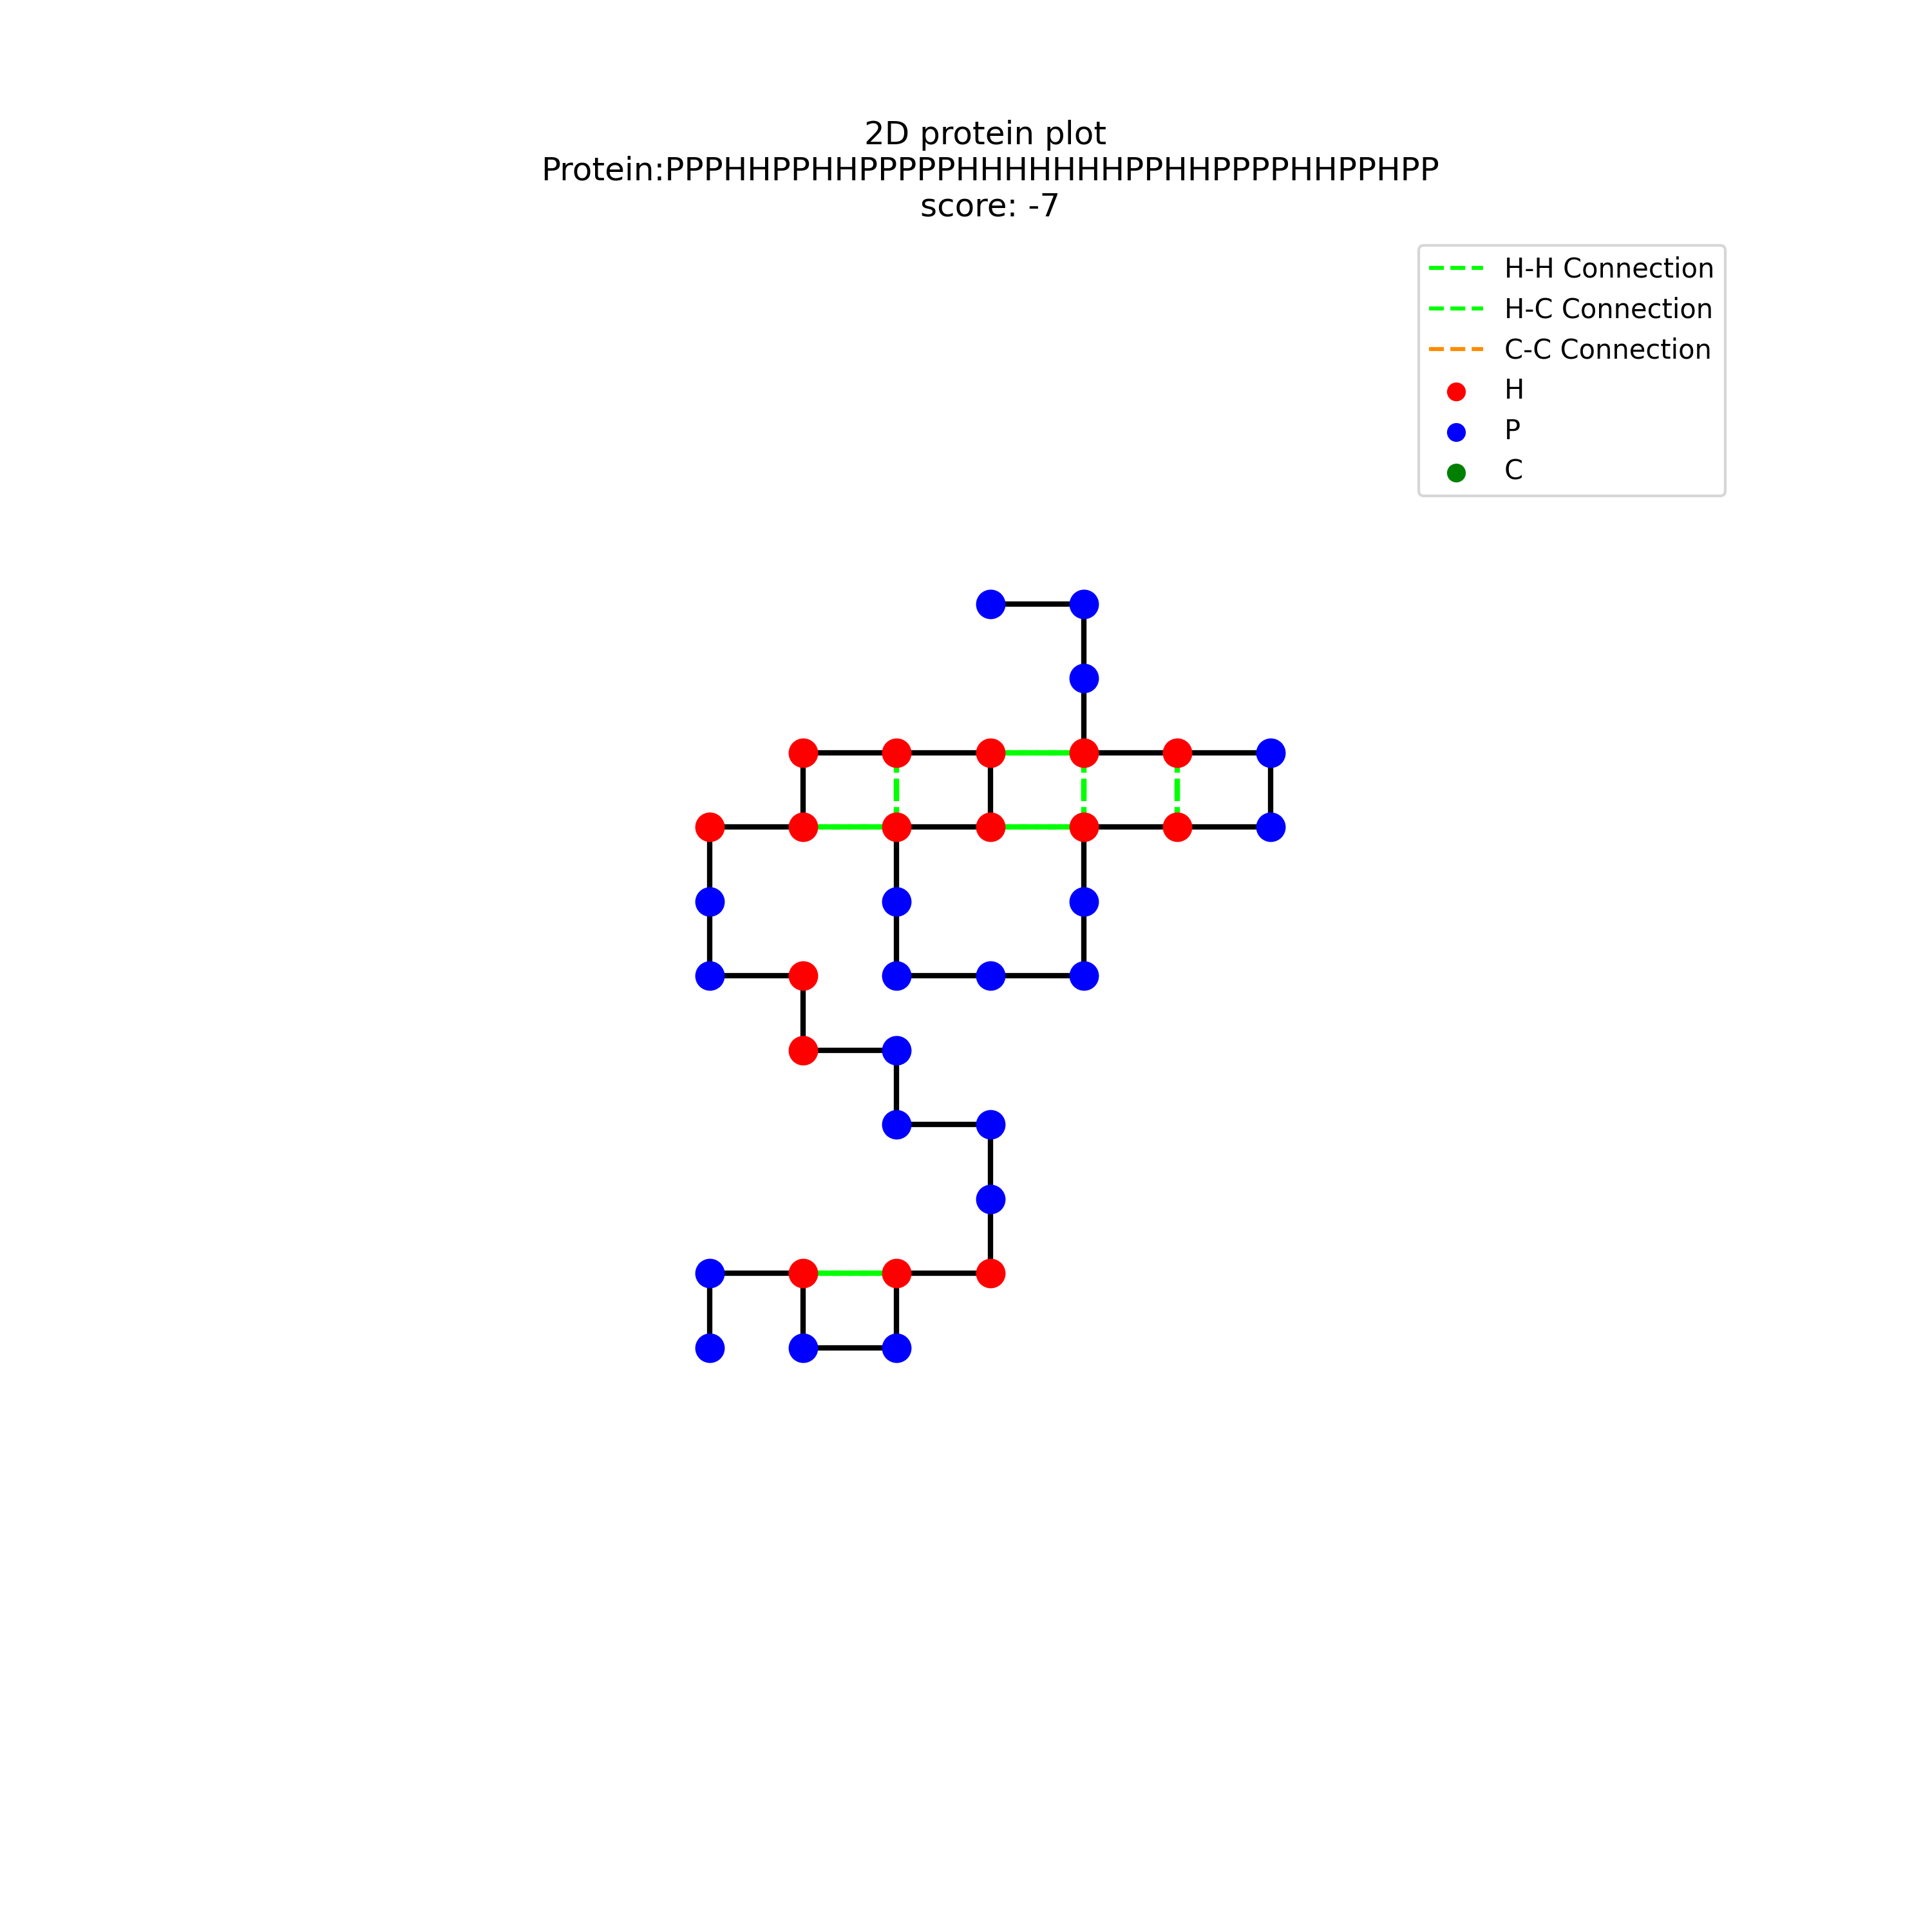 2D protein plot
Protein:PPPHHPPHHPPPPPHHHHHHHPPHHPPPPHHPPHPP
score: -7
H-H Connection
H-C Connection
C-C Connection
H
P
C